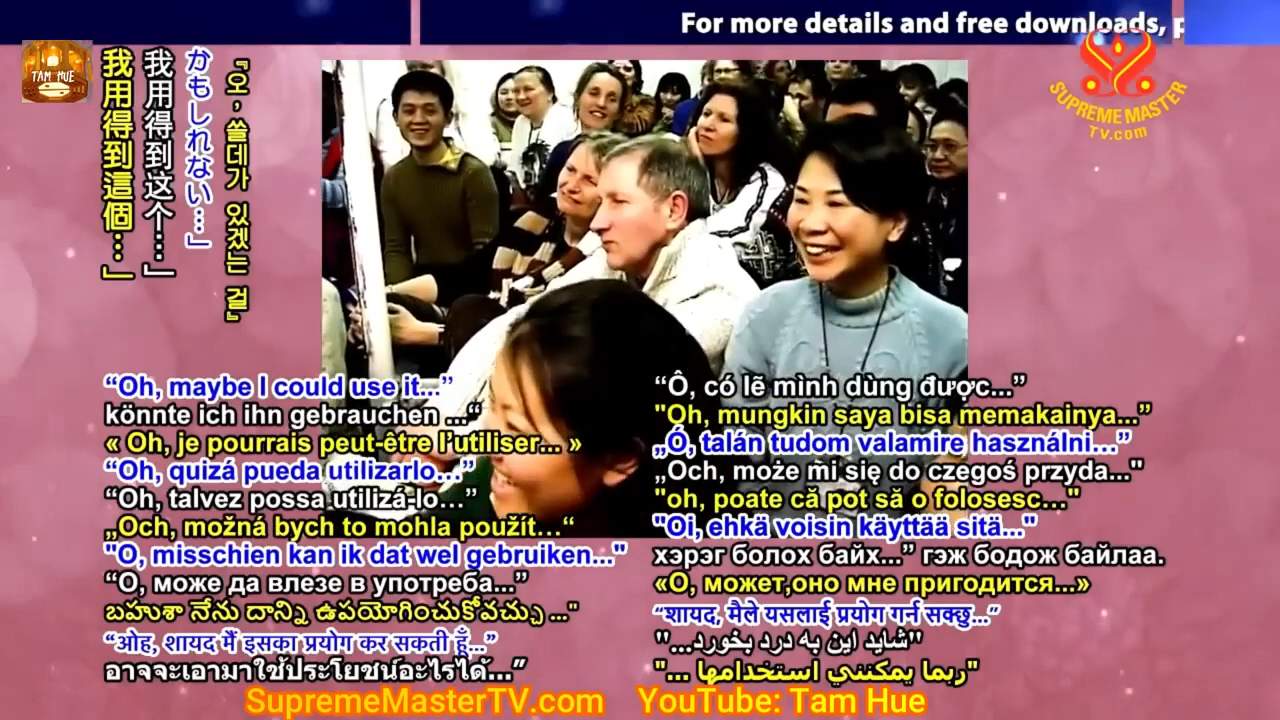 For more details and free downloads, p
TAM HUE
SUPREME MASTER
TV.com
『오, 쓸데가 있겠는 걸』
かもしれない…」
我用得到这个…」
我用得到這個…」
“Oh, maybe I could use it...”
könnte ich ihn gebrauchen ...“
« Oh, je pourrais peut-être l’utiliser... »
“Oh, quizá pueda utilizarlo…”
“Oh, talvez possa utilizá-lo…”
„Och, možná bych to mohla použít…“
"O, misschien kan ik dat wel gebruiken..."
“О, може да влезе в употреба...”
బహుశా నేను దాన్ని ఉపయోగించుకోవచ్చు ..."
“ओह, शायद मैं इसका प्रयोग कर सकती हूँ...”
อาจจะเอามาใช้ประโยชน์อะไรได้...”
“Ô, có lẽ mình dùng được...”
"Oh, mungkin saya bisa memakainya...”
„Ó, talán tudom valamire használni…”
„Och, może mi się do czegoś przyda..."
"oh, poate că pot să o folosesc…"
"Oi, ehkä voisin käyttää sitä..."
хэрэг болох байх...” гэж бодож байлаа.
«О, может,оно мне пригодится...»
“शायद, मैले यसलाई प्रयोग गर्न सक्छु...”
"شاید این به درد بخورد..."
"ربما يمكنني استخدامها ..."
SupremeMasterTV.com YouTube: Tam Hue